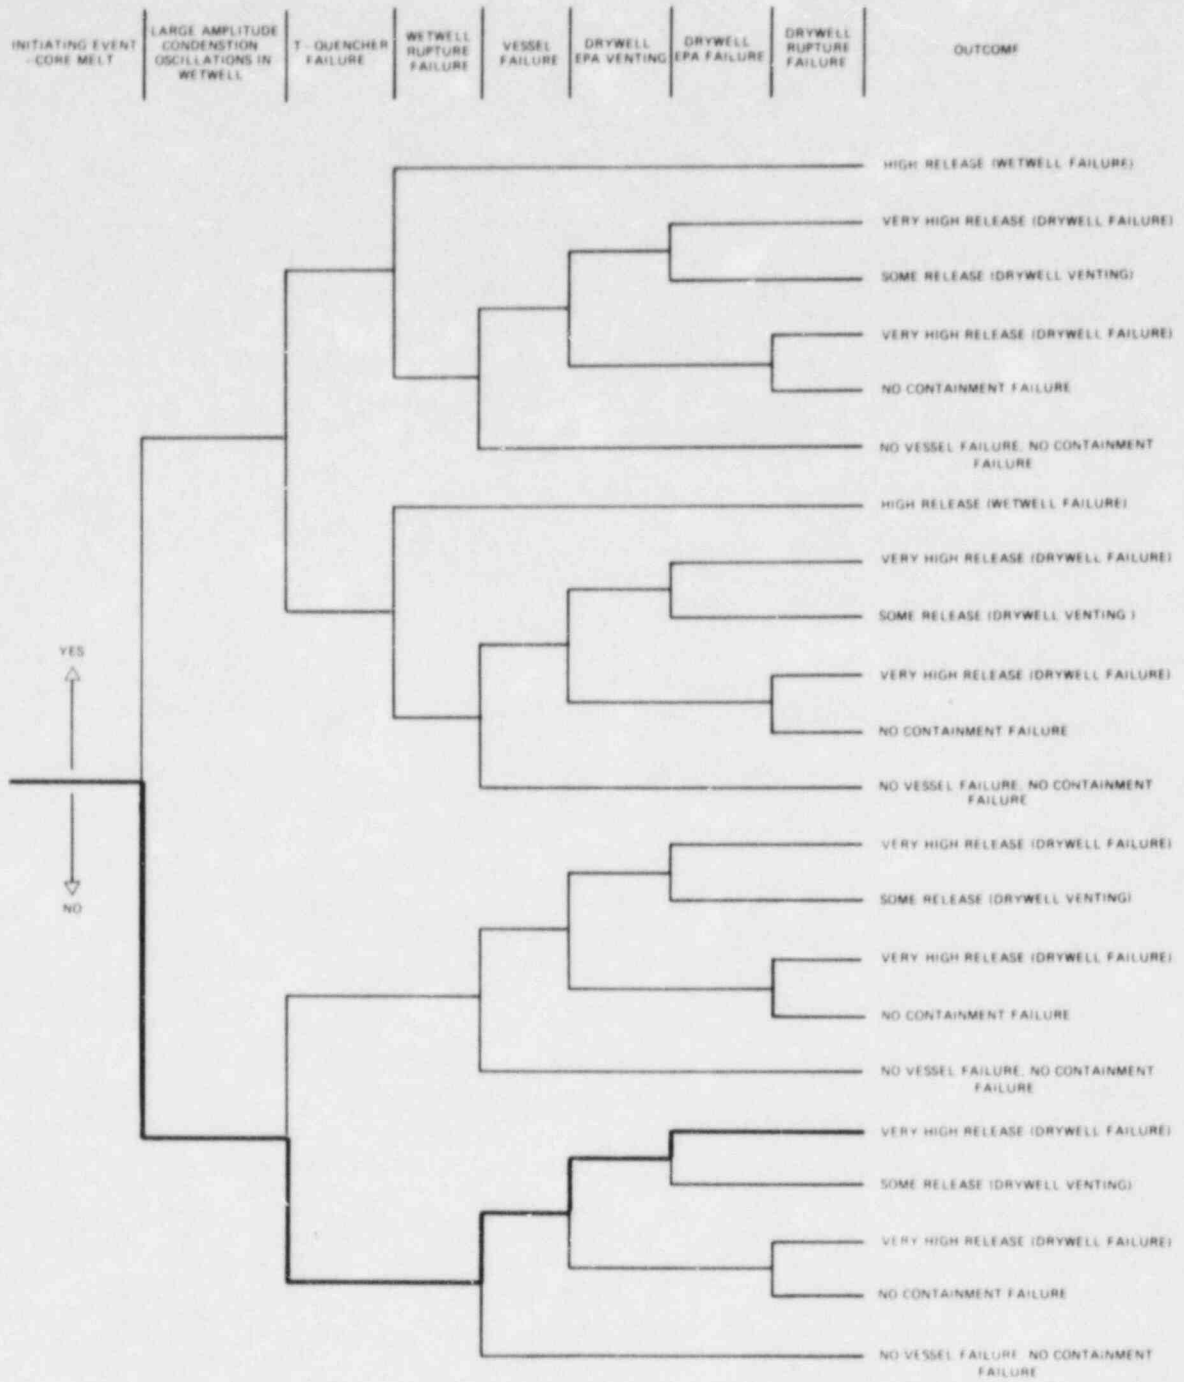 INITIATING EVENT
- CORE MELT
LARGE AMPLITUDE
CONDENSTION
OSCILLATIONS IN
WETWELL
T - QUENCHER
FAILURE
WETWELL
RUPTURE
FAILURE
VESSEL
FAILURE
DRYWELL
EPA VENTING
DRYWELL
EPA FAILURE
DRYWELL
RUPTURE
FAILURE
OUTCOME
HIGH RELEASE (WETWELL FAILURE)
VERY HIGH RELEASE (DRYWELL FAILURE)
SOME RELEASE (DRYWELL VENTING)
VERY HIGH RELEASE (DRYWELL FAILURE)
NO CONTAINMENT FAILURE
NO VESSEL FAILURE, NO CONTAINMENT
FAILURE
HIGH RELEASE (WETWELL FAILURE)
VERY HIGH RELEASE (DRYWELL FAILURE)
SOME RELEASE (DRYWELL VENTING )
YES
VERY HIGH RELEASE (DRYWELL FAILURE)
NO CONTAINMENT FAILURE
NO VESSEL FAILURE, NO CONTAINMENT
FAILURE
VERY HIGH RELEASE (DRYWELL FAILURE)
SOME RELEASE (DRYWELL VENTING)
NO
VERY HIGH RELEASE (DRYWELL FAILURE)
NO CONTAINMENT FAILURE
NO VESSEL FAILURE, NO CONTAINMENT
FAILURE
VERY HIGH RELEASE (DRYWELL FAILURE)
SOME RELEASE (DRYWELL VENTING)
VERY HIGH RELEASE (DRYWELL FAILURE)
NO CONTAINMENT FAILURE
NO VESSEL FAILURE, NO CONTAINMENT
FAILURE